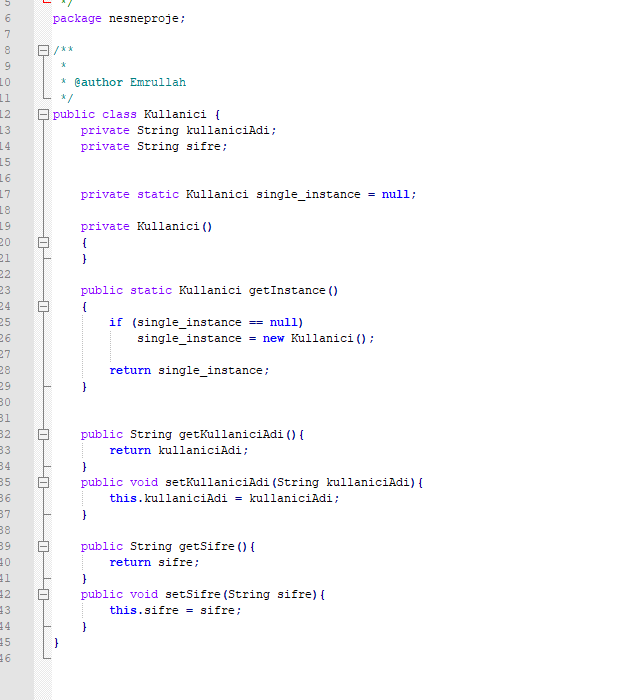 5 */
6 package nesneproje;
7
8 /**
9 *
10 * @author Emrullah
11 */
12 public class Kullanici {
13 private String kullaniciAdi;
14 private String sifre;
15
16
17 private static Kullanici single_instance = null;
18
19 private Kullanici()
20 {
21 }
22
23 public static Kullanici getInstance()
24 {
25 if (single_instance == null)
26 single_instance = new Kullanici();
27
28 return single_instance;
29 }
30
31
32 public String getKullaniciAdi(){
33 return kullaniciAdi;
34 }
35 public void setKullaniciAdi(String kullaniciAdi){
36 this.kullaniciAdi = kullaniciAdi;
37 }
38
39 public String getSifre(){
40 return sifre;
41 }
42 public void setSifre(String sifre){
43 this.sifre = sifre;
44 }
45 }
46